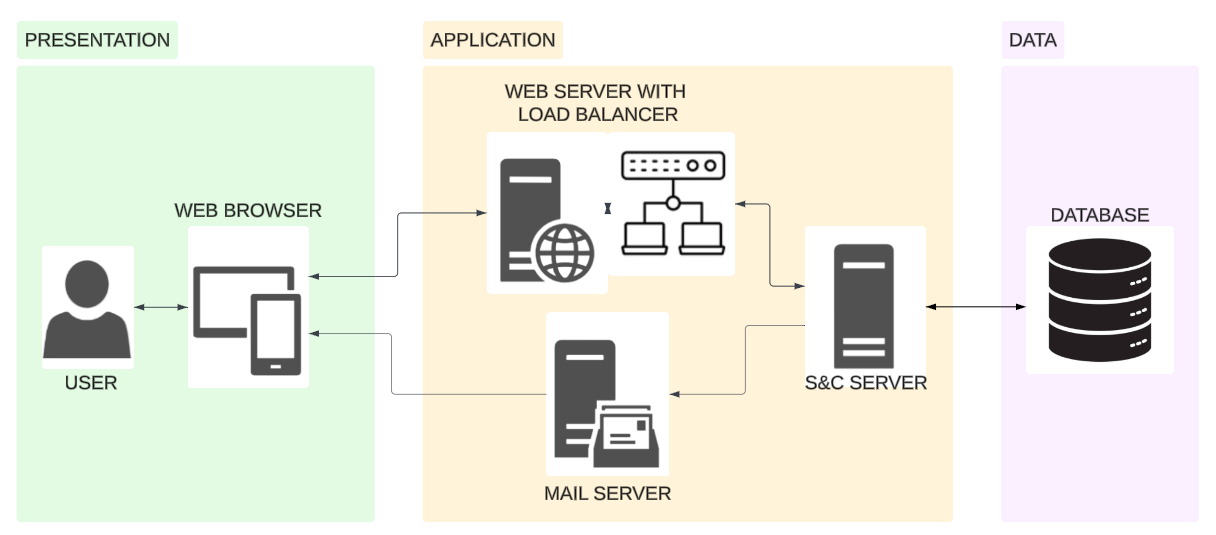 PRESENTATION
APPLICATION
DATA
WEB SERVER WITH
LOAD BALANCER
WEB BROWSER
DATABASE
USER
S&C SERVER
MAIL SERVER